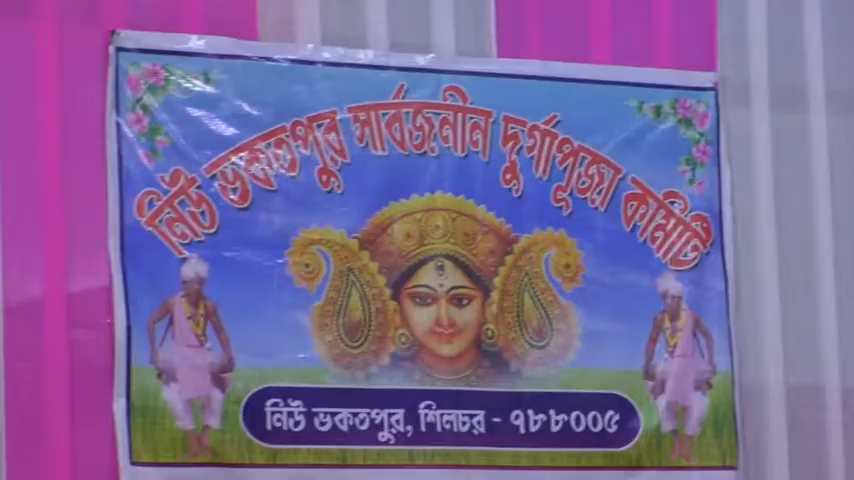 নিউ ভকতপুর সার্বজনীন দুর্গাপূজা কমিটি
নিউ ভকতপুর, শিলচর - ৭৮৮০০৫